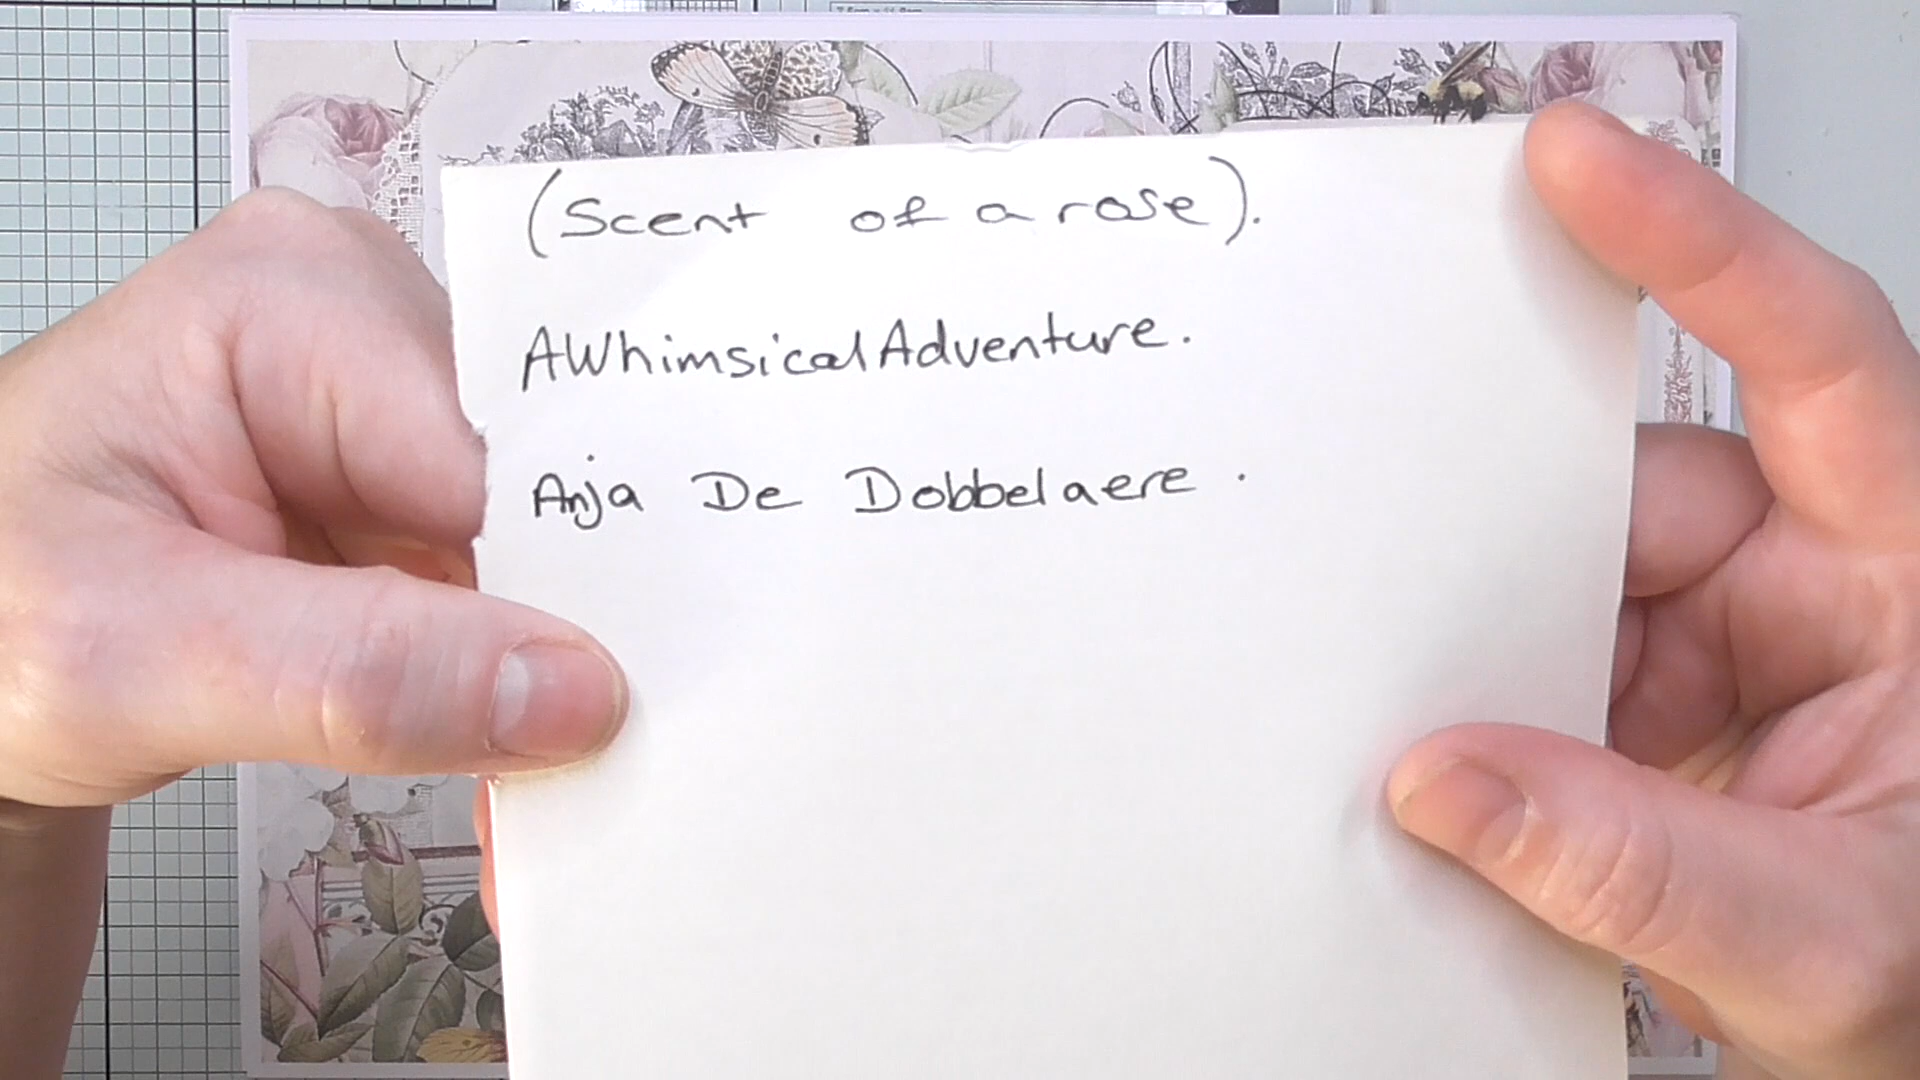 (Scent of a rose).
AWhimsicalAdventure.
Anja De Dobbelaere.